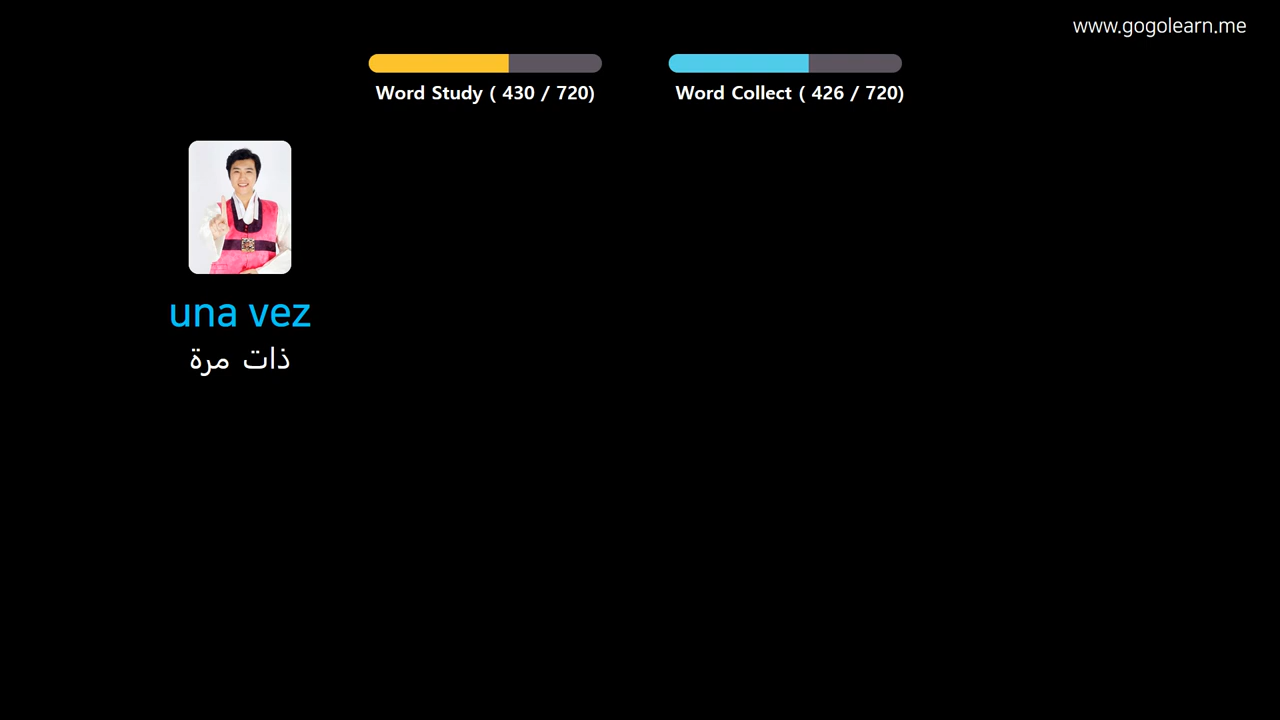 www.gogolearn.me
Word Study ( 430 / 720)
Word Collect ( 426 / 720)
una vez
ذات مرة